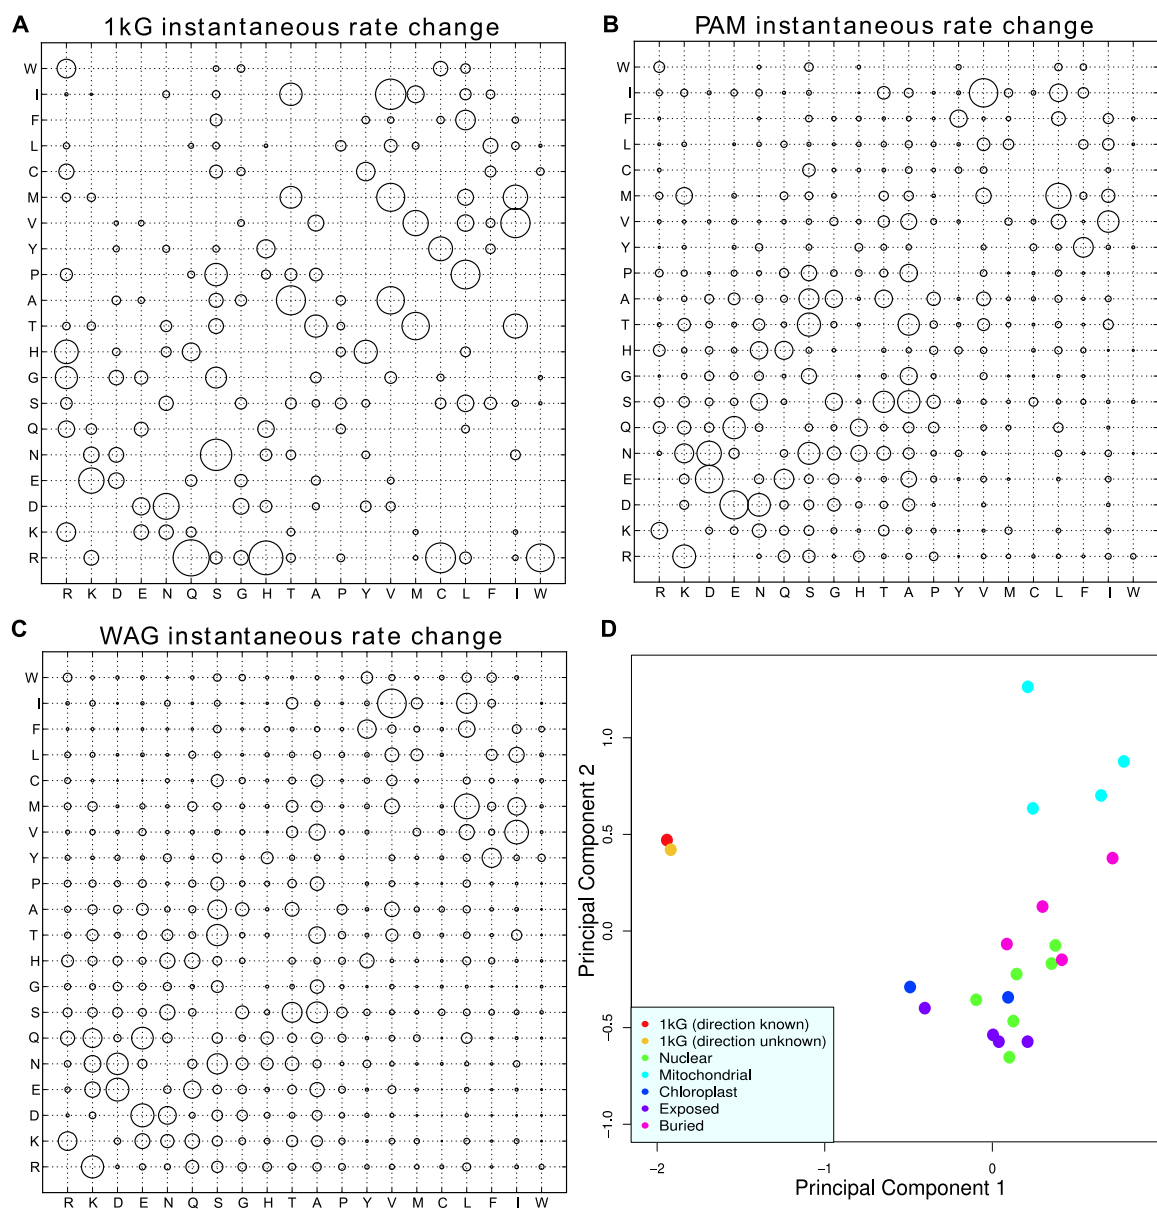 A
1kG instantaneous rate change
W
I
F
L
C
M
V
Y
P
A
T
H
G
S
Q
N
E
D
K
R
R K D E N Q S G H T A P Y V M C L F I W
B
PAM instantaneous rate change
W
I
F
L
C
M
V
Y
P
A
T
H
G
S
Q
N
E
D
K
R
R K D E N Q S G H T A P Y V M C L F I W
C
WAG instantaneous rate change
W
I
F
L
C
M
V
Y
P
A
T
H
G
S
Q
N
E
D
K
R
R K D E N Q S G H T A P Y V M C L F I W
D
Principal Component 2
1.0
0.5
0.0
-0.5
-1.0
1kG (direction known)
1kG (direction unknown)
Nuclear
Mitochondrial
Chloroplast
Exposed
Buried
-2 -1 0
Principal Component 1